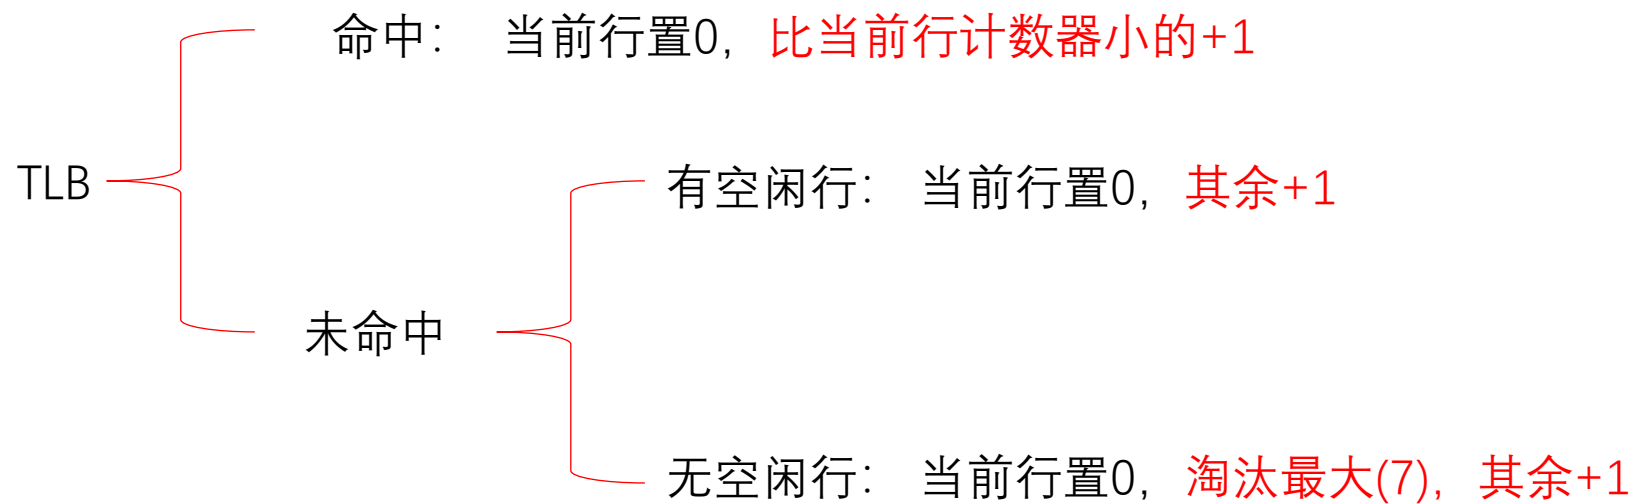 命中： 当前行置0，比当前行计数器小的+1
TLB
有空闲行： 当前行置0，其余+1
未命中
无空闲行： 当前行置0，淘汰最大(7)，其余+1